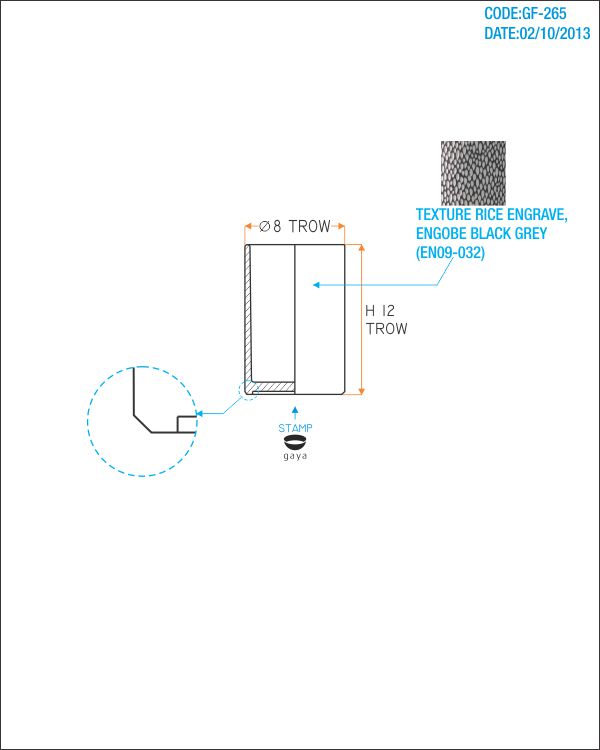 CODE:GF-265
DATE:02/10/2013
TEXTURE RICE ENGRAVE,
ENGOBE BLACK GREY
(EN09-032)
Ø8 TROW
H 12
TROW
STAMP
gaya